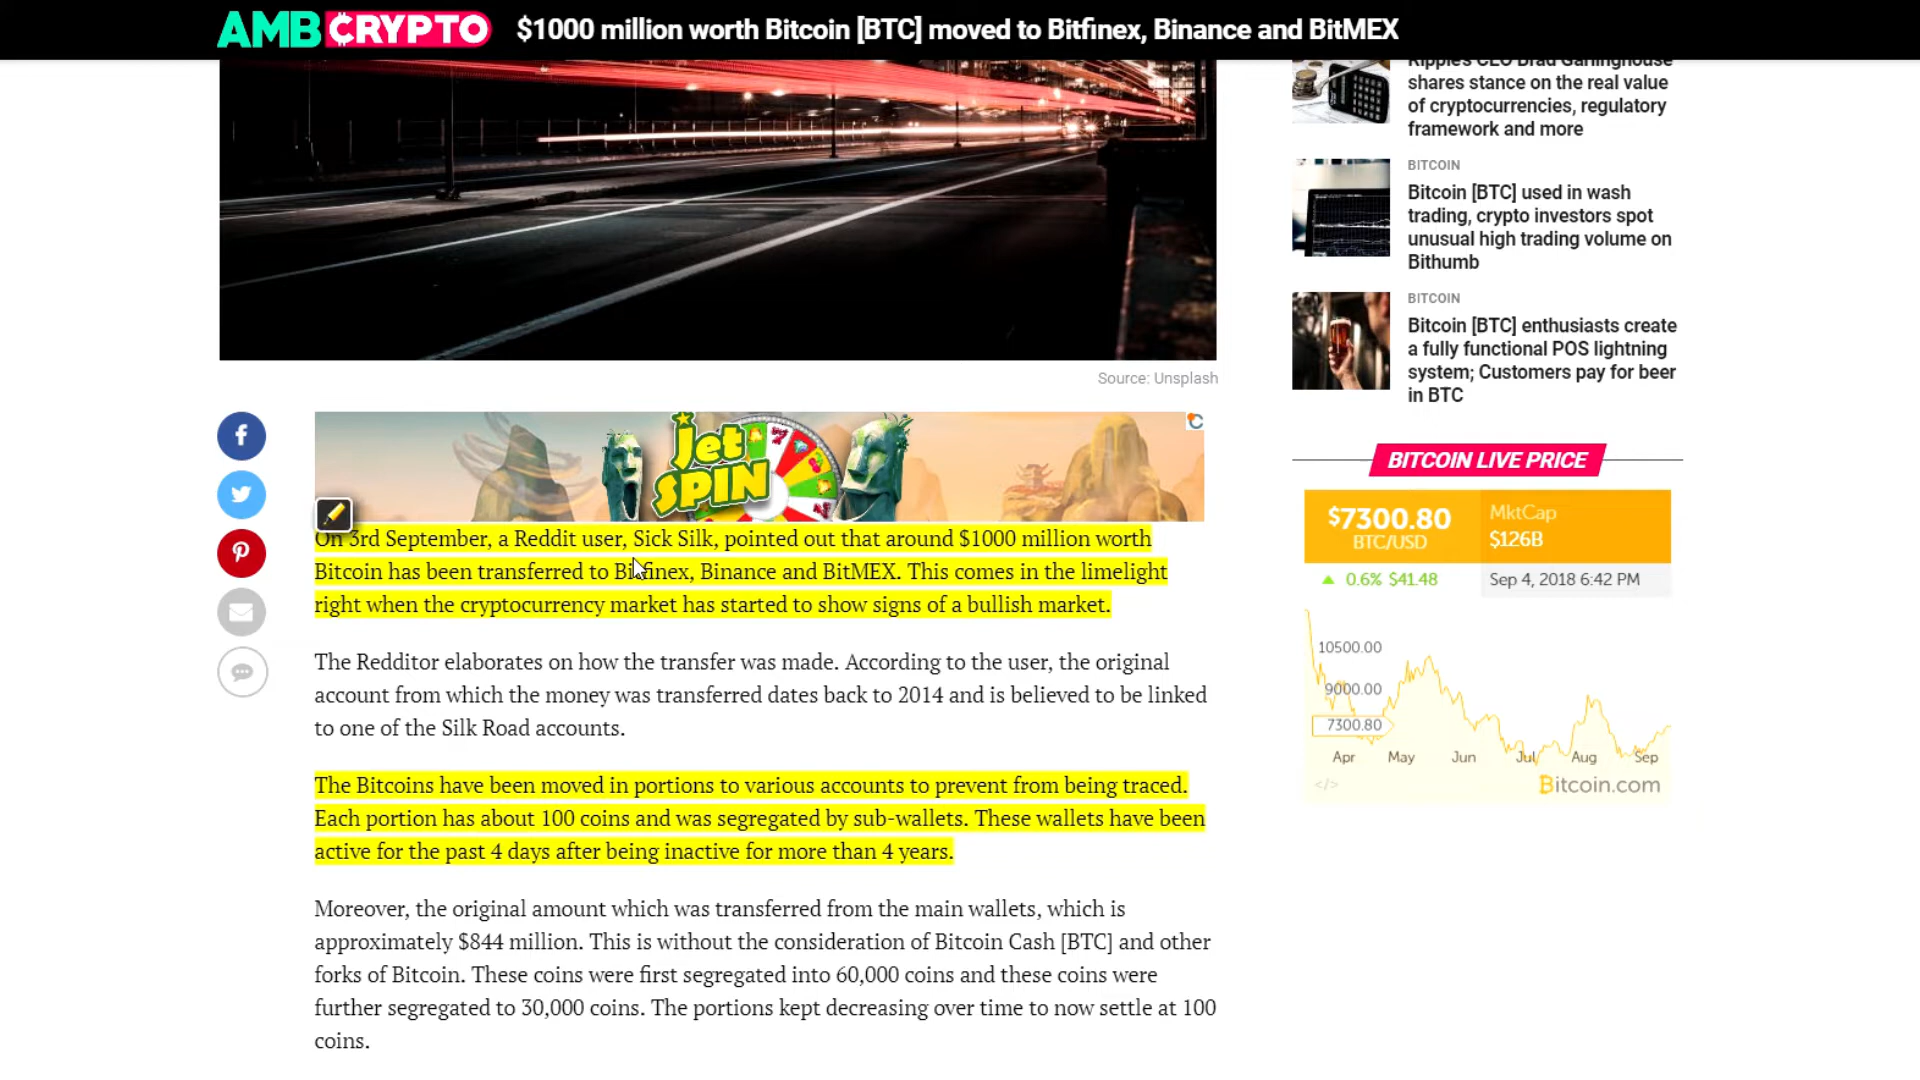 AMBCRYPTO
$1000 million worth Bitcoin [BTC] moved to Bitfinex, Binance and BitMEX
Ripple's CEO Brad Garlinghouse
shares stance on the real value
of cryptocurrencies, regulatory
framework and more
BITCOIN
Bitcoin [BTC] used in wash
trading, crypto investors spot
unusual high trading volume on
Bithumb
BITCOIN
Bitcoin [BTC] enthusiasts create
a fully functional POS lightning
system; Customers pay for beer
in BTC
Source: Unsplash
Jet
SPIN
On 3rd September, a Reddit user, Sick Silk, pointed out that around $1000 million worth
Bitcoin has been transferred to Bitfinex, Binance and BitMEX. This comes in the limelight
right when the cryptocurrency market has started to show signs of a bullish market.
The Redditor elaborates on how the transfer was made. According to the user, the original
account from which the money was transferred dates back to 2014 and is believed to be linked
to one of the Silk Road accounts.
The Bitcoins have been moved in portions to various accounts to prevent from being traced.
Each portion has about 100 coins and was segregated by sub-wallets. These wallets have been
active for the past 4 days after being inactive for more than 4 years.
Moreover, the original amount which was transferred from the main wallets, which is
approximately $844 million. This is without the consideration of Bitcoin Cash [BTC] and other
forks of Bitcoin. These coins were first segregated into 60,000 coins and these coins were
further segregated to 30,000 coins. The portions kept decreasing over time to now settle at 100
coins.
BITCOIN LIVE PRICE
$7300.80
BTC/USD
MktCap
$126B
0.6% $41.48
Sep 4, 2018 6:42 PM
10500.00
9000.00
7300.80
Apr May Jun Jul Aug Sep
</>
Bitcoin.com